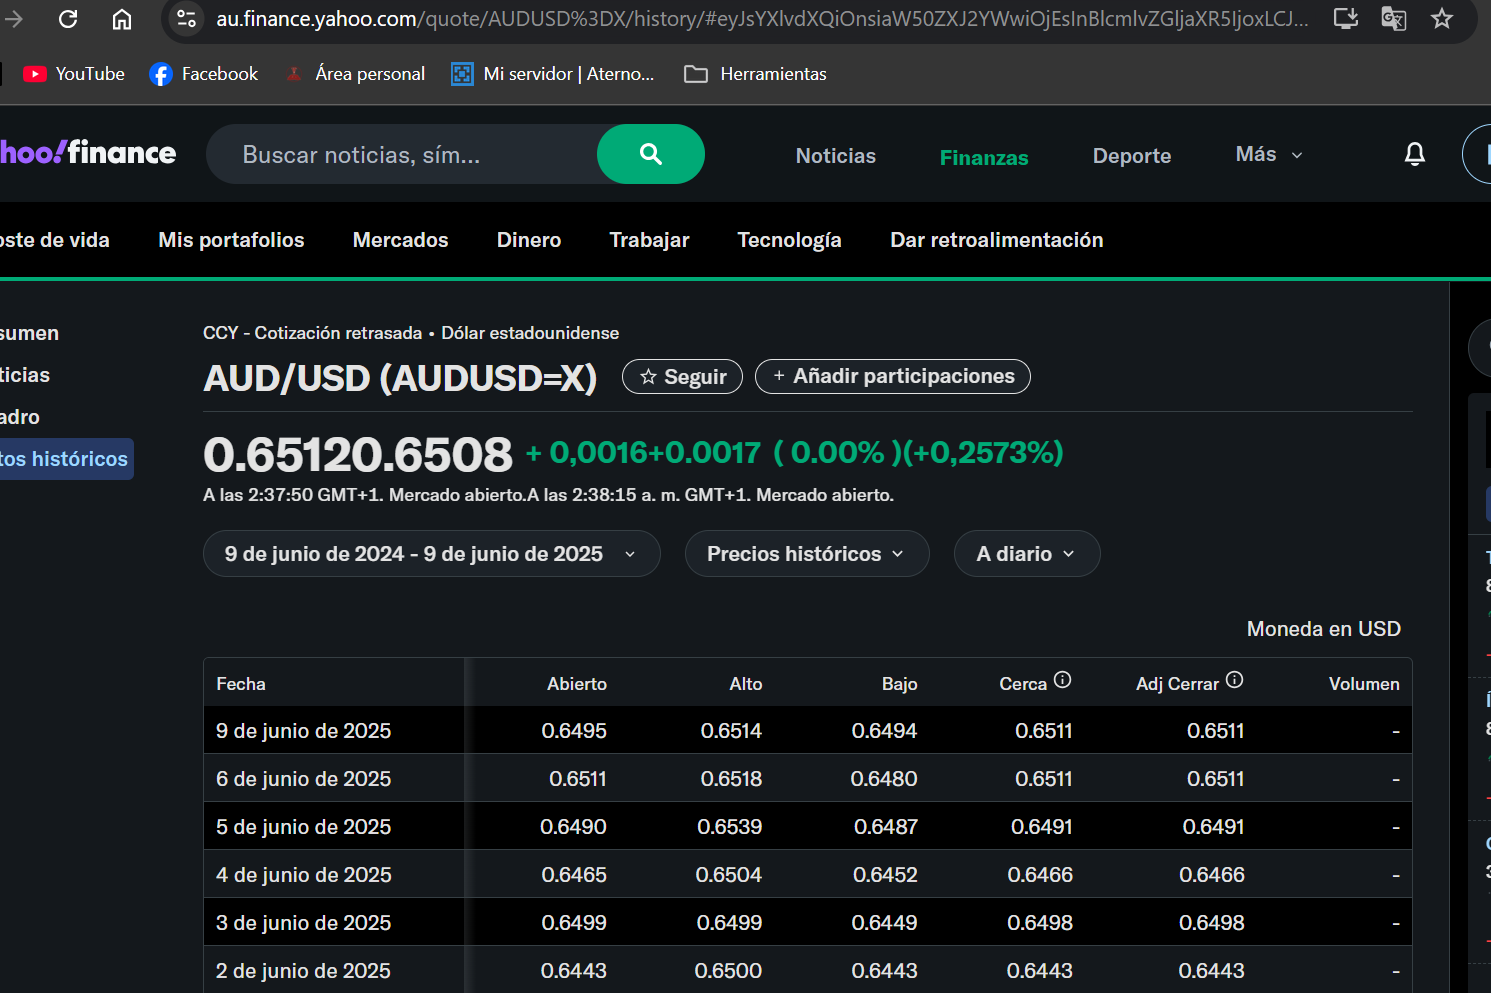 au.finance.yahoo.com/quote/AUDUSD%3DX/history/#eyJsYXlvdXQiOnsiaW50ZXJ2YWwiOjEsInBlcmlvZGljaXR5IjoxLCJ...
YouTube Facebook Área personal Mi servidor | Aterno... Herramientas
hoo!finance Buscar noticias, sím... Noticias Finanzas Deporte Más
oste de vida Mis portafolios Mercados Dinero Trabajar Tecnología Dar retroalimentación
sumen
ticias
adro
tos históricos
CCY - Cotización retrasada • Dólar estadounidense
AUD/USD (AUDUSD=X) Seguir + Añadir participaciones
0.65120.6508 + 0,0016+0.0017 ( 0.00% )(+0,2573%)
A las 2:37:50 GMT+1. Mercado abierto.A las 2:38:15 a. m. GMT+1. Mercado abierto.
9 de junio de 2024 - 9 de junio de 2025 Precios históricos A diario
Moneda en USD
Fecha Abierto Alto Bajo Cerca Adj Cerrar Volumen
9 de junio de 2025 0.6495 0.6514 0.6494 0.6511 0.6511 -
6 de junio de 2025 0.6511 0.6518 0.6480 0.6511 0.6511 -
5 de junio de 2025 0.6490 0.6539 0.6487 0.6491 0.6491 -
4 de junio de 2025 0.6465 0.6504 0.6452 0.6466 0.6466 -
3 de junio de 2025 0.6499 0.6499 0.6449 0.6498 0.6498 -
2 de junio de 2025 0.6443 0.6500 0.6443 0.6443 0.6443 -